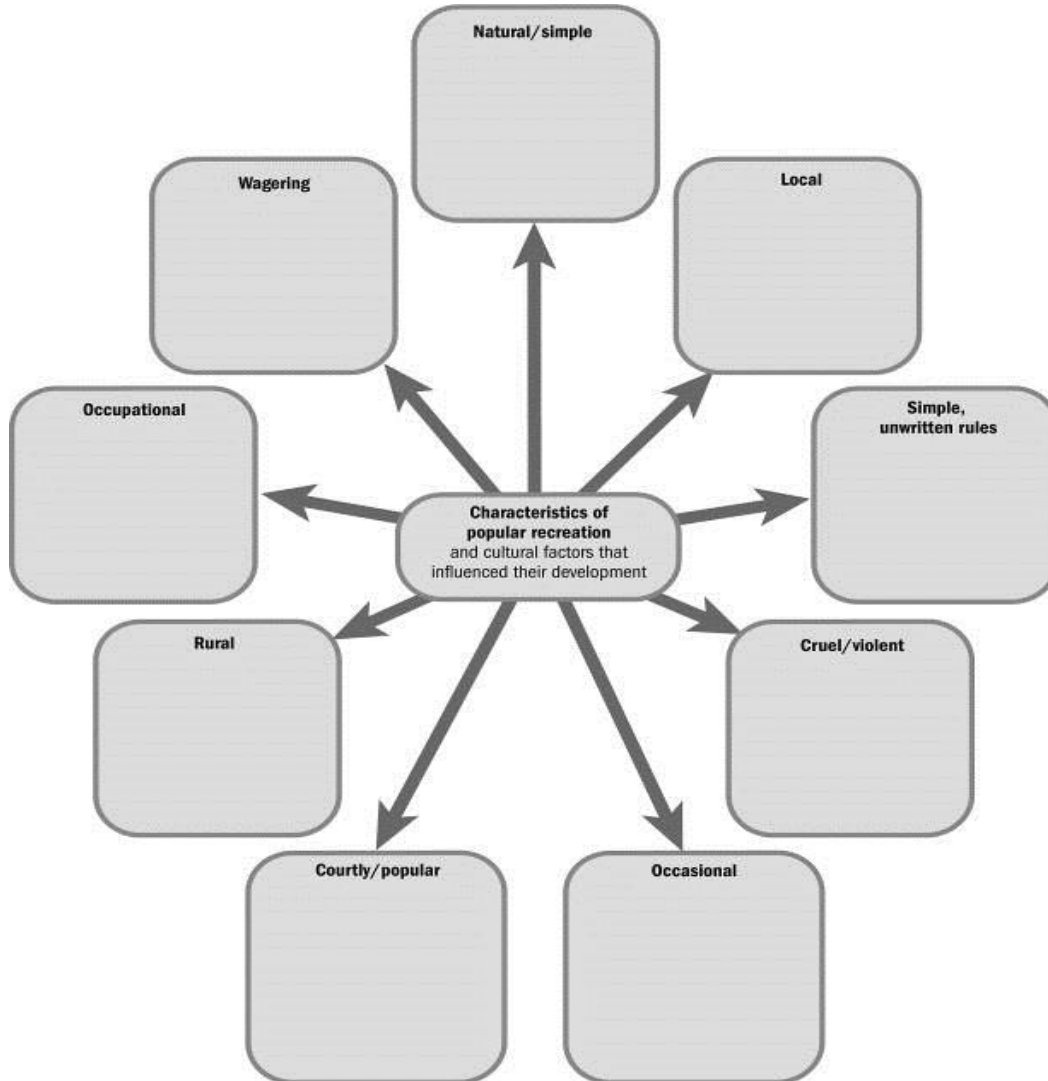 Natural/simple
Wagering
Local
Occupational
Simple,
unwritten rules
Characteristics of
popular recreation
and cultural factors that
influenced their development
Rural
Cruel/violent
Courtly/popular
Occasional